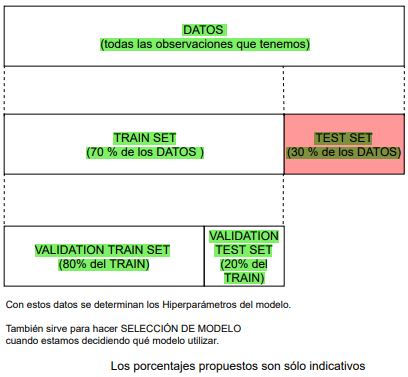 DATOS
(todas las observaciones que tenemos)
TRAIN SET
(70 % de los DATOS )
TEST SET
(30 % de los DATOS)
VALIDATION TRAIN SET
(80% del TRAIN)
VALIDATION
TEST SET
(20% del
TRAIN)
Con estos datos se determinan los Hiperparámetros del modelo.
También sirve para hacer SELECCIÓN DE MODELO
cuando estamos decidiendo qué modelo utilizar.
Los porcentajes propuestos son sólo indicativos